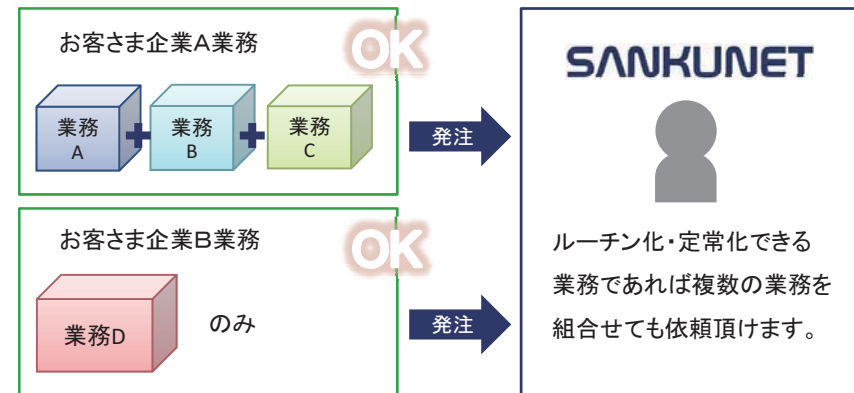 お客さま企業A業務
OK
業務
A
業務
B
業務
C
発注
お客さま企業B業務
OK
業務D
のみ
発注
SANKUNET
ルーチン化・定常化できる
業務であれば複数の業務を
組合せても依頼頂けます。